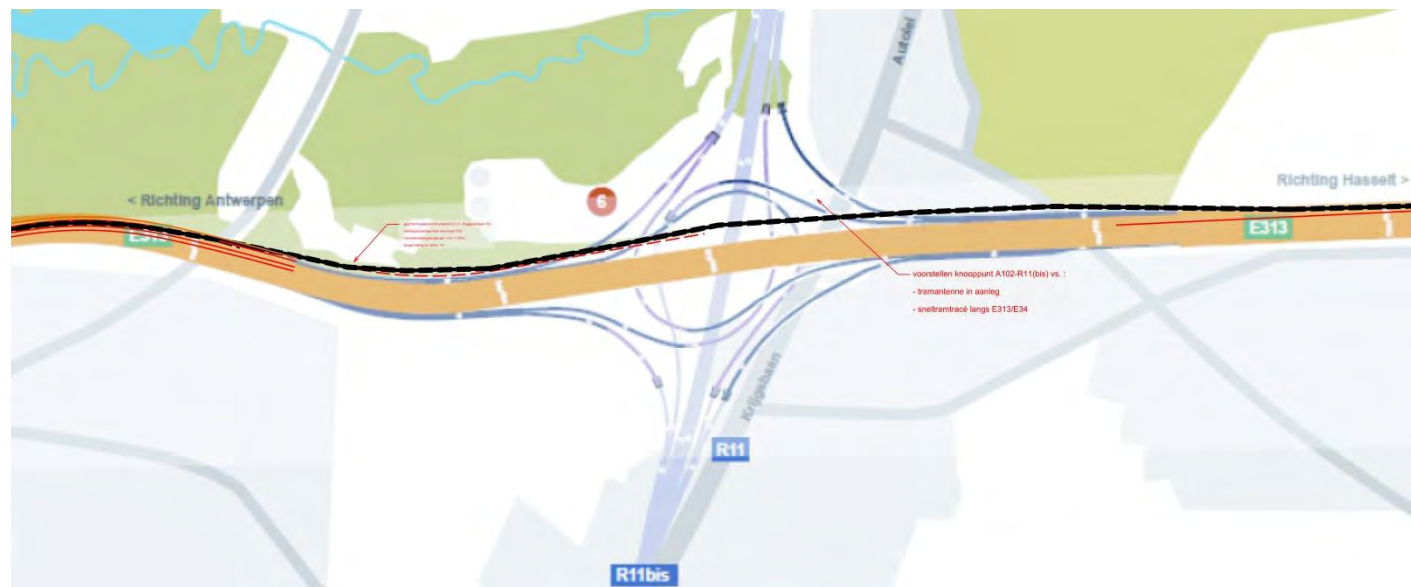 Autolei
< Richting Antwerpen
Richting Hasselt >
6
E313
voorstellen knooppunt A102-R11(bis) vs. :
- tramantenne in aanleg
- sneltramtracé langs E313/E34
Krijgsbaan
R11
R11bis